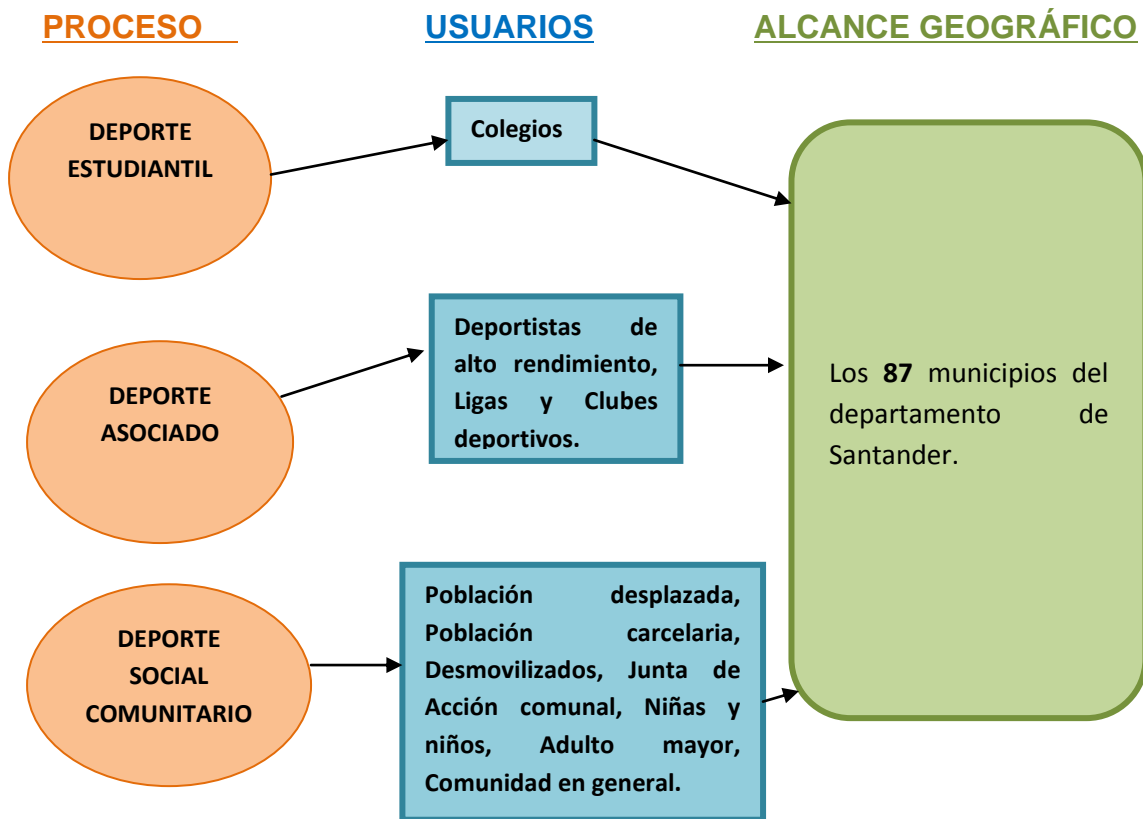 PROCESO
USUARIOS
ALCANCE GEOGRÁFICO
DEPORTE
ESTUDIANTIL
Colegios
DEPORTE
ASOCIADO
Deportistas de
alto rendimiento,
Ligas y Clubes
deportivos.
DEPORTE
SOCIAL
COMUNITARIO
Población desplazada,
Población carcelaria,
Desmovilizados, Junta de
Acción comunal, Niñas y
niños, Adulto mayor,
Comunidad en general.
Los 87 municipios del
departamento de
Santander.